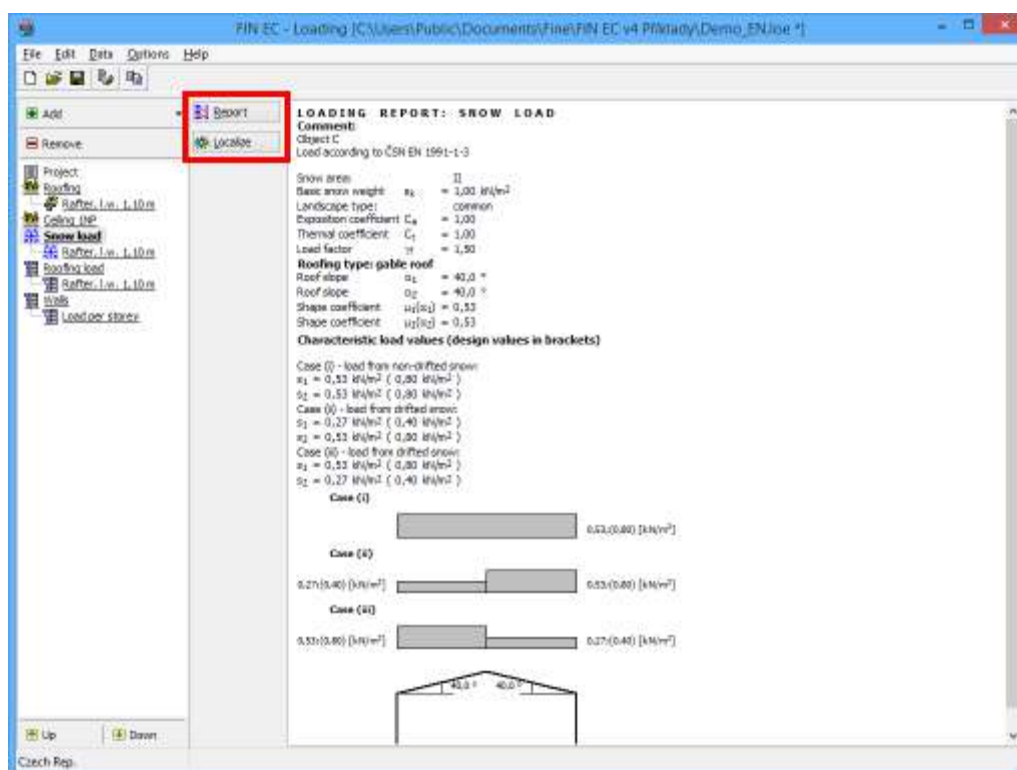 FIN EC - Loading [C:\Users\Public\Documents\Fine\FIN EC v4 Příklady\Demo_EN.loe *]
File Edit Data Options Help
Add
Remove
Project
Roofing
Rafter, l.w. 1,10 m
Ceiling 1NP
Snow load
Rafter, l.w. 1,10 m
Roofing load
Rafter, l.w. 1,10 m
Walls
Load per storey
Up Down
Czech Rep.
Report
Localize
LOADING REPORT: SNOW LOAD
Comment:
Object C
Load according to ČSN EN 1991-1-3
Snow area: II
Basic snow weight sk = 1,00 kN/m²
Landscape type: common
Exposition coefficient Ce = 1,00
Thermal coefficient Ct = 1,00
Load factor γf = 1,50
Roofing type: gable roof
Roof slope α1 = 40,0 °
Roof slope α2 = 40,0 °
Shape coefficient μ1(α1) = 0,53
Shape coefficient μ1(α2) = 0,53
Characteristic load values (design values in brackets)
Case (i) - load from non-drifted snow:
s1 = 0,53 kN/m² ( 0,80 kN/m² )
s2 = 0,53 kN/m² ( 0,80 kN/m² )
Case (ii) - load from drifted snow:
s1 = 0,27 kN/m² ( 0,40 kN/m² )
s2 = 0,53 kN/m² ( 0,80 kN/m² )
Case (iii) - load from drifted snow:
s1 = 0,53 kN/m² ( 0,80 kN/m² )
s2 = 0,27 kN/m² ( 0,40 kN/m² )
Case (i)
0,53;(0,80) [kN/m²]
Case (ii)
0,27;(0,40) [kN/m²] 0,53;(0,80) [kN/m²]
Case (iii)
0,53;(0,80) [kN/m²] 0,27;(0,40) [kN/m²]
40,0 ° 40,0 °